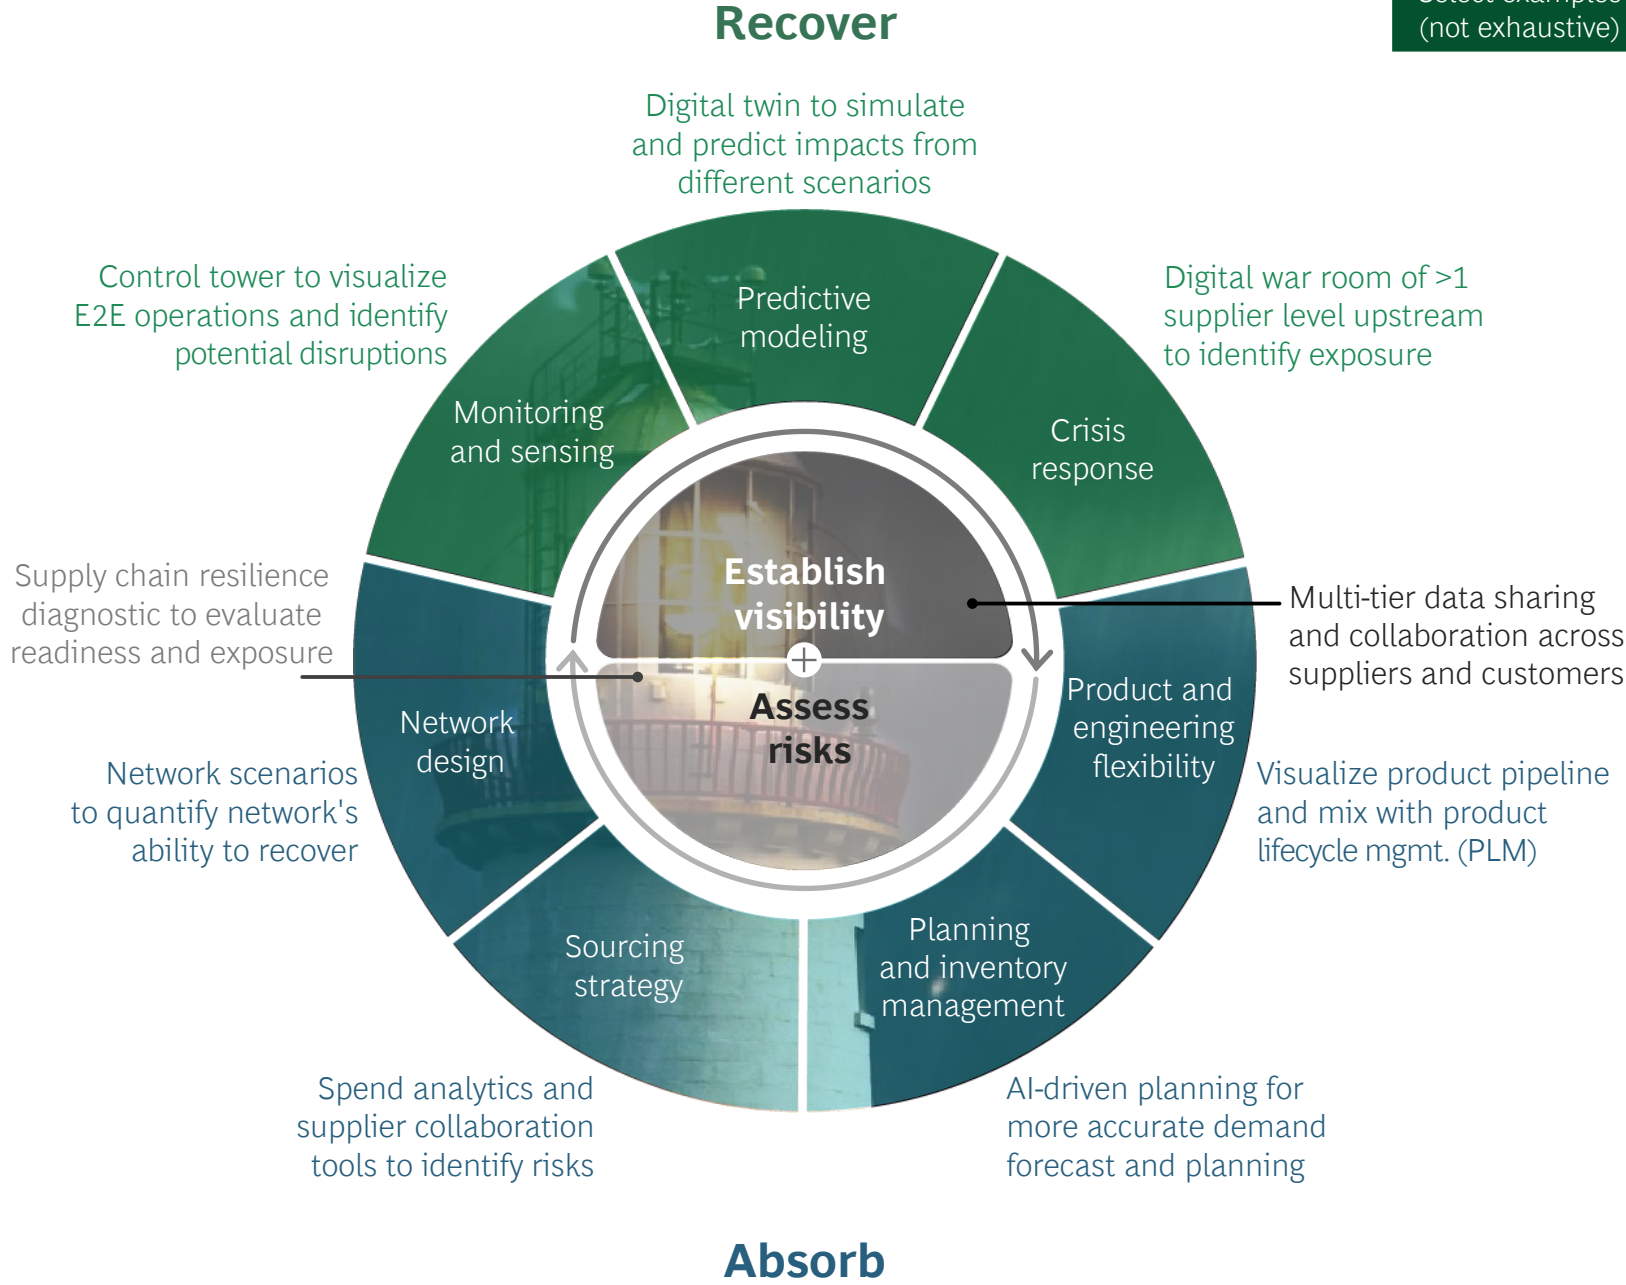 Recover
Select examples
(not exhaustive)
Digital twin to simulate
and predict impacts from
different scenarios
Control tower to visualize
E2E operations and identify
potential disruptions
Digital war room of >1
supplier level upstream
to identify exposure
Predictive
modeling
Monitoring
and sensing
Crisis
response
Supply chain resilience
diagnostic to evaluate
readiness and exposure
Establish
visibility
Multi-tier data sharing
and collaboration across
suppliers and customers
Assess
risks
Network
design
Product and
engineering
flexibility
Network scenarios
to quantify network's
ability to recover
Visualize product pipeline
and mix with product
lifecycle mgmt. (PLM)
Sourcing
strategy
Planning
and inventory
management
Spend analytics and
supplier collaboration
tools to identify risks
AI-driven planning for
more accurate demand
forecast and planning
Absorb